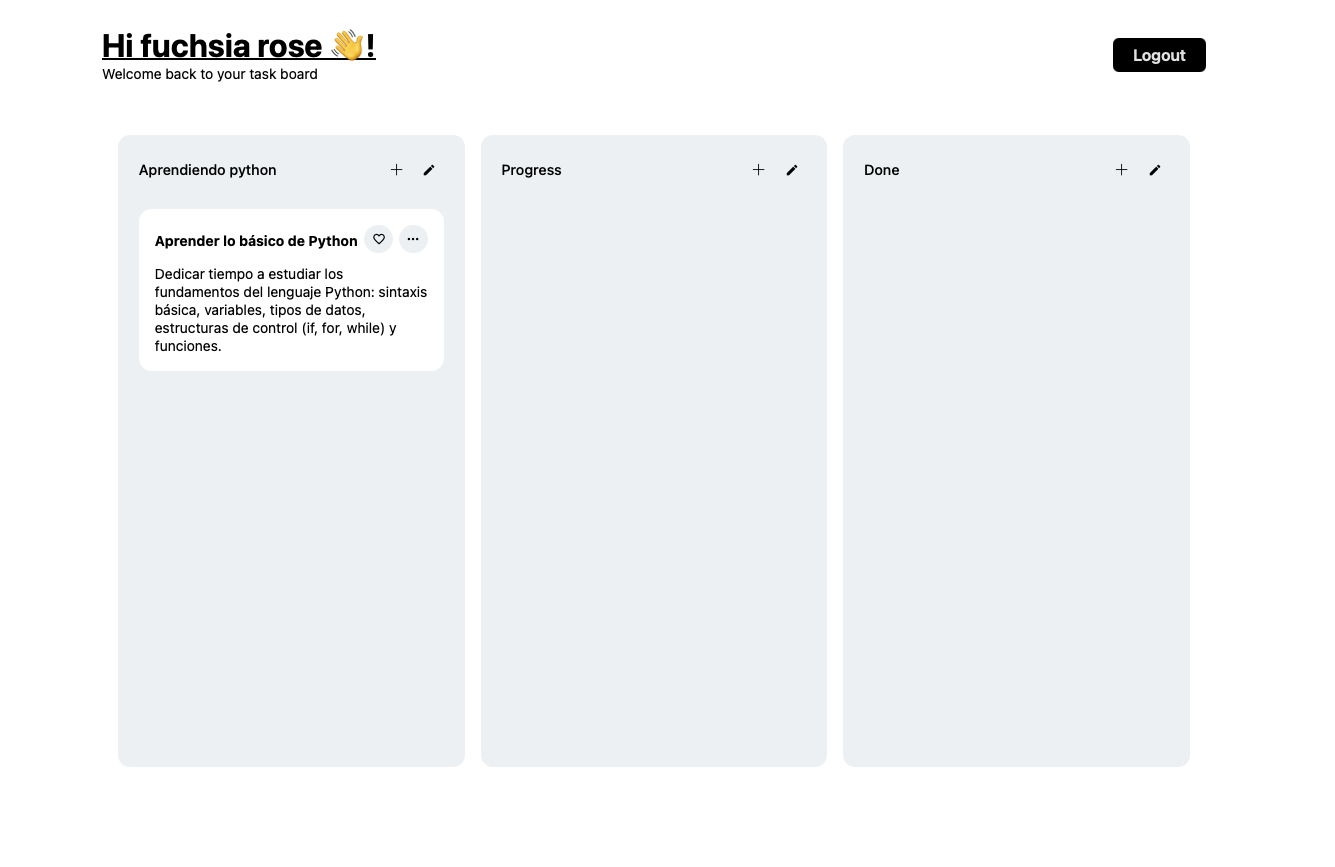 Hi fuchsia rose 👋!
Welcome back to your task board
Logout
Aprendiendo python
Aprender lo básico de Python
Dedicar tiempo a estudiar los
fundamentos del lenguaje Python: sintaxis
básica, variables, tipos de datos,
estructuras de control (if, for, while) y
funciones.
Progress
Done